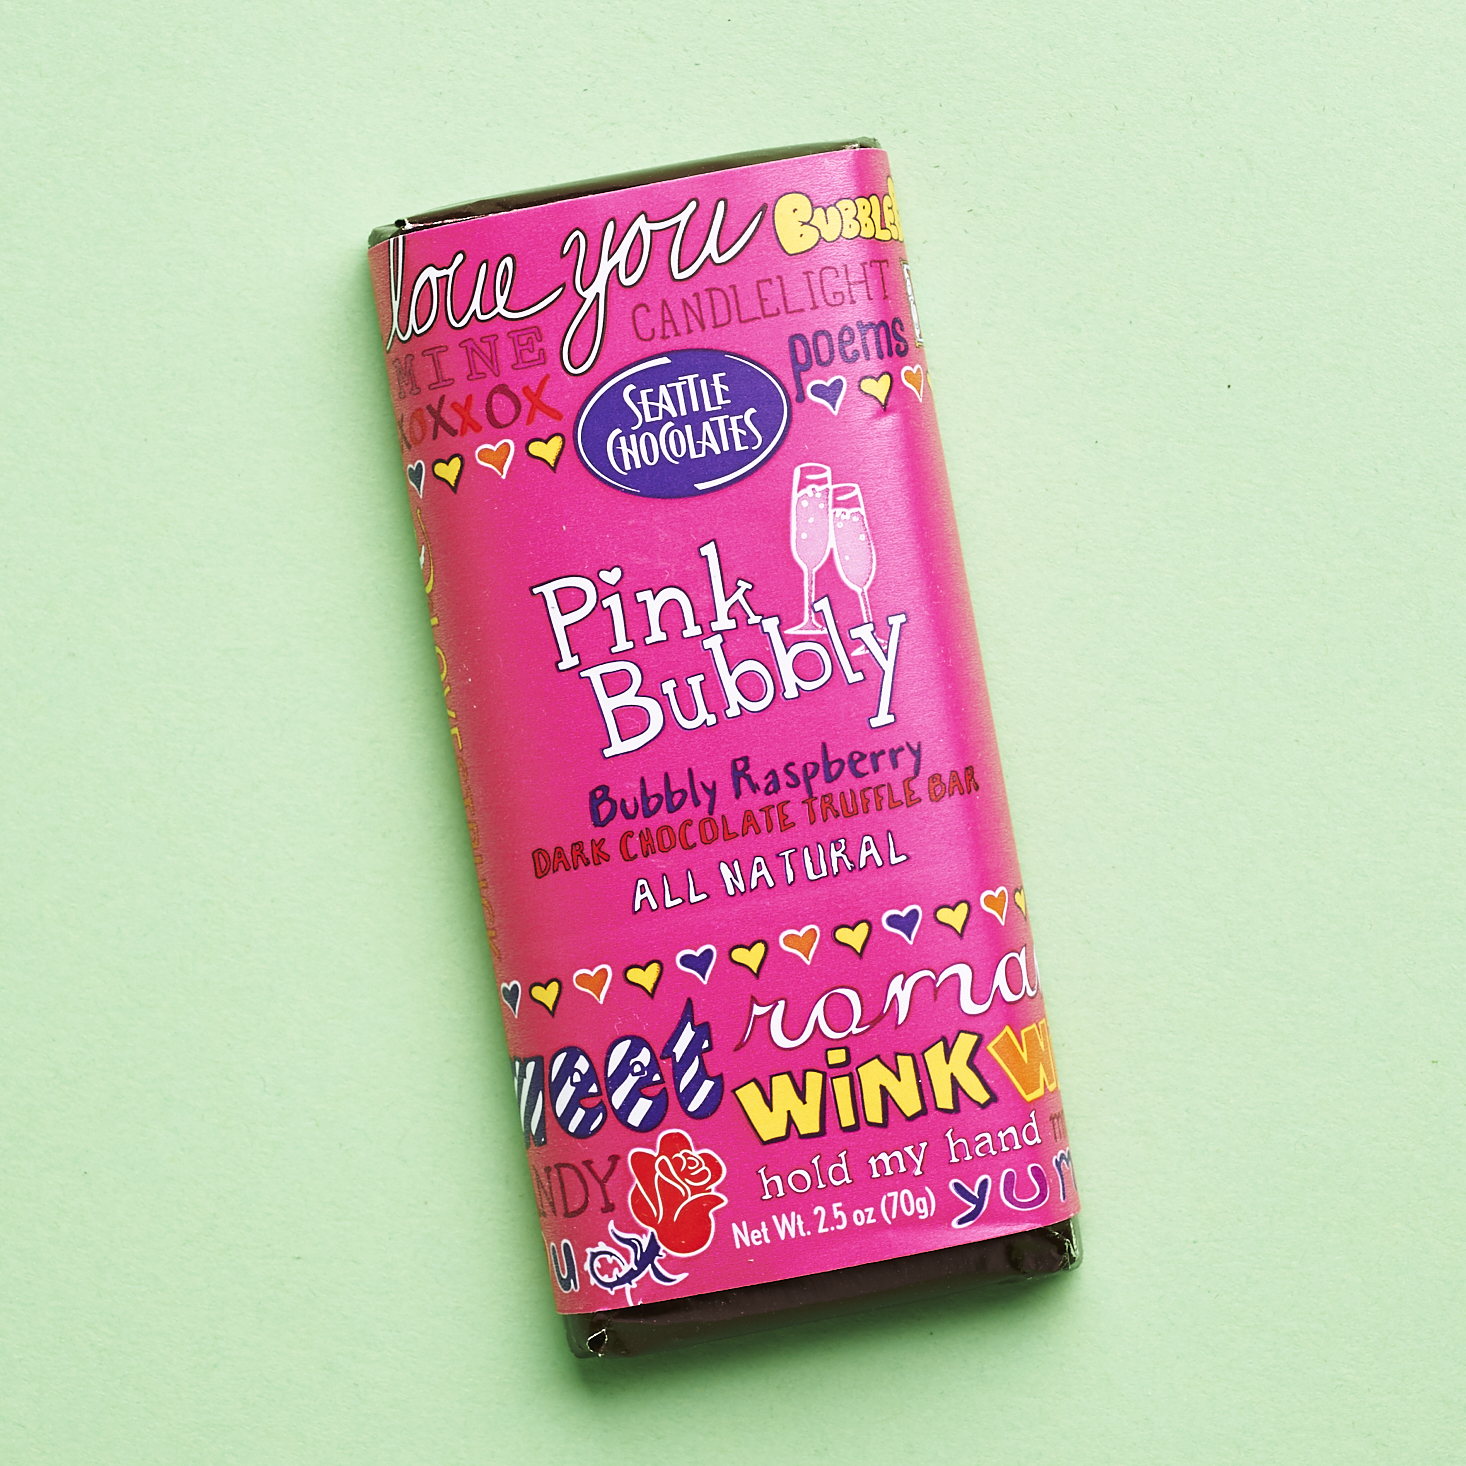 love you
BUBBLE
MINE
CANDLELIGHT
poems
XOXXOX
SEATTLE
CHOCOLATES
Pink
Bubbly
Bubbly Raspberry
DARK CHOCOLATE TRUFFLE BAR
ALL NATURAL
weet roma
WiNK W
NDY hold my hand
Net Wt. 2.5 oz (70g)
yum
u